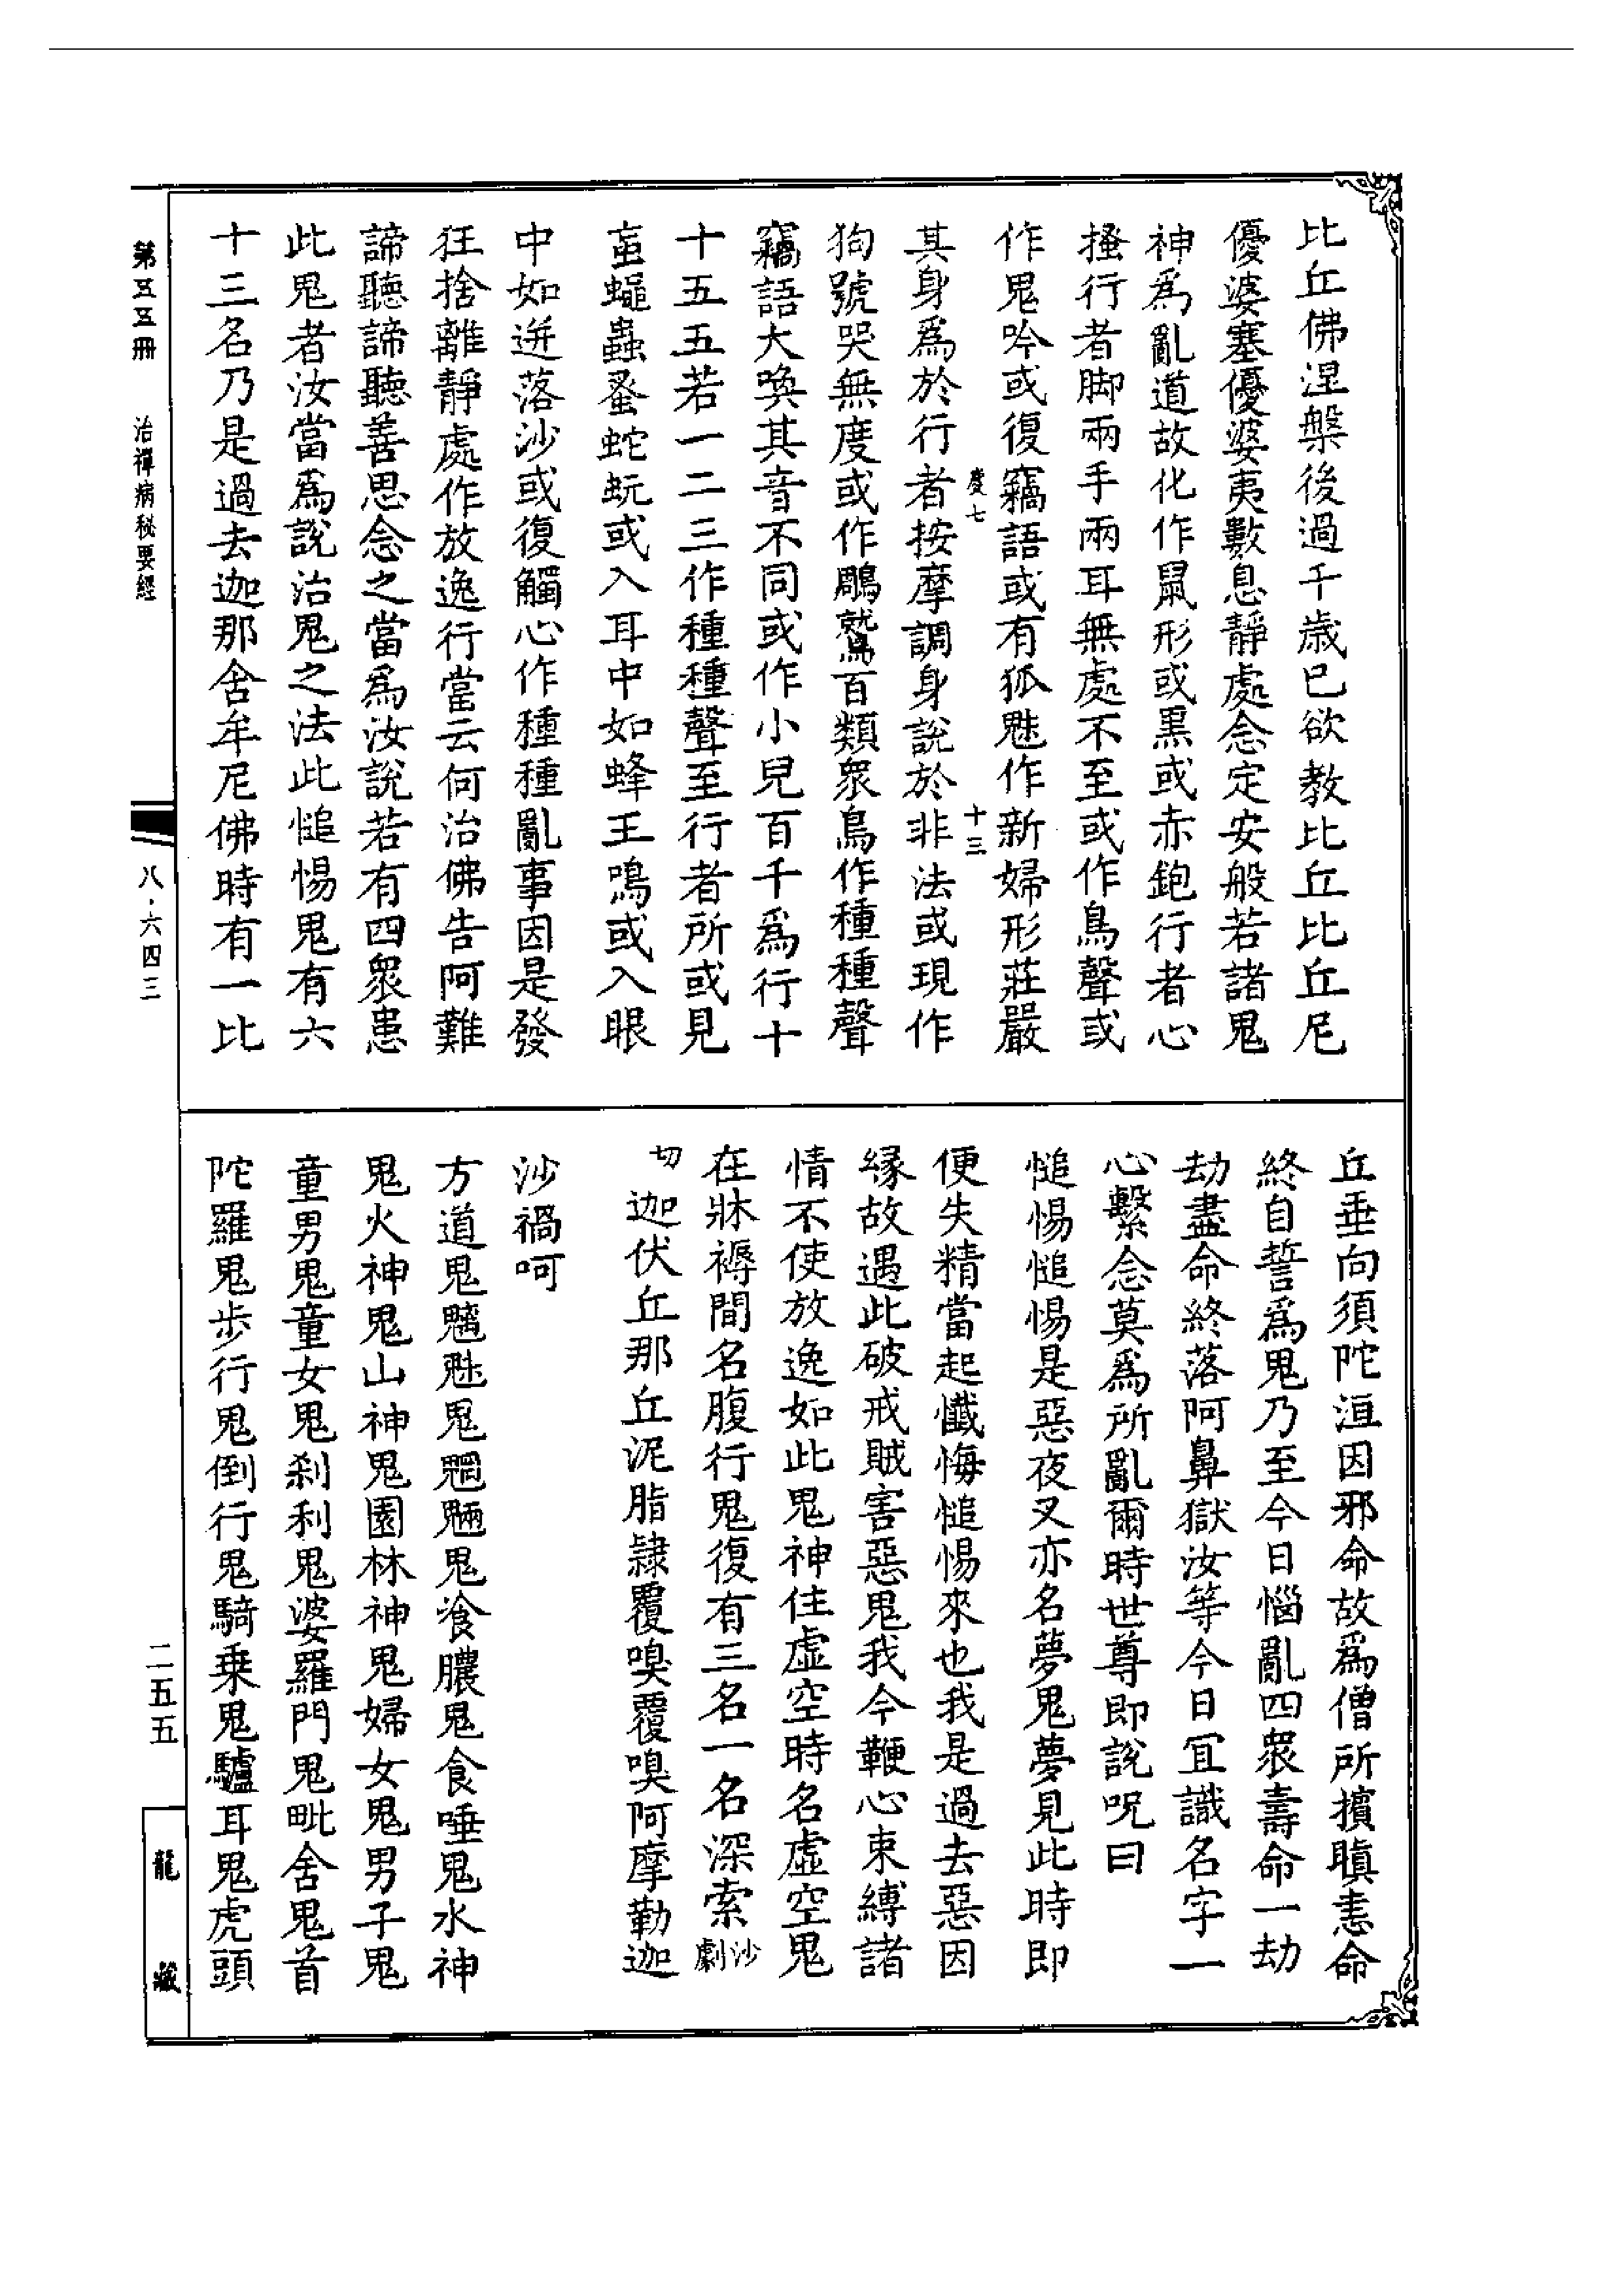 比丘佛涅槃後過千歳已欲教比丘比丘尼
優婆塞優婆夷數息靜處念定安般若諸鬼
神爲亂道故化作鼠形或黒或赤鉋行者心
搔行者脚兩手兩耳無處不至或作鳥聲或
作鬼吟或復竊語或有狐魅作新婦形莊嚴
慶七 十三
其身爲於行者按摩調身說於非法或現作
狗號哭無度或作鵰鷲百類衆鳥作種種聲
竊語大喚其音不同或作小兒百千爲行十
十五五若一二三作種種聲至行者所或見
䖟蠅蟲蚤蛇蚖或入耳中如蜂王鳴或入眼
中如逬落沙或復觸心作種種亂事因是發
狂捨離靜處作放逸行當云何治佛告阿難
諦聽諦聽善思念之當爲汝說若有四衆患
此鬼者汝當爲說治鬼之法此䭔惕鬼有六
十三名乃是過去迦那舍牟尼佛時有一比
丘垂向須陀洹因邪命故爲僧所擯瞋恚命
終自誓爲鬼乃至今日惱亂四衆壽命一劫
劫盡命終落阿鼻獄汝等今日宜識名字一
心繫念莫爲所亂爾時世尊即說呪曰
䭔惕䭔惕是惡夜叉亦名夢鬼夢見此時即
便失精當起懺悔䭔惕來也我是過去惡因
縁故遇此破戒賊害惡鬼我今鞭心束縛諸
情不使放逸如此鬼神住虚空時名虚空鬼
在牀褥間名腹行鬼復有三名一名深索沙劇
切 迦伏丘那丘泥脂隷覆嗅覆嗅阿摩勒迦
沙禍呵
方道鬼魑魅鬼魍魎鬼飡膿鬼食唾鬼水神
鬼火神鬼山神鬼園林神鬼婦女鬼男子鬼
童男鬼童女鬼刹利鬼婆羅門鬼毗舍鬼首
陀羅鬼歩行鬼倒行鬼騎乗鬼驢耳鬼虎頭
第五五冊 治禪病秘要經
八·六四三
二五五
龍藏